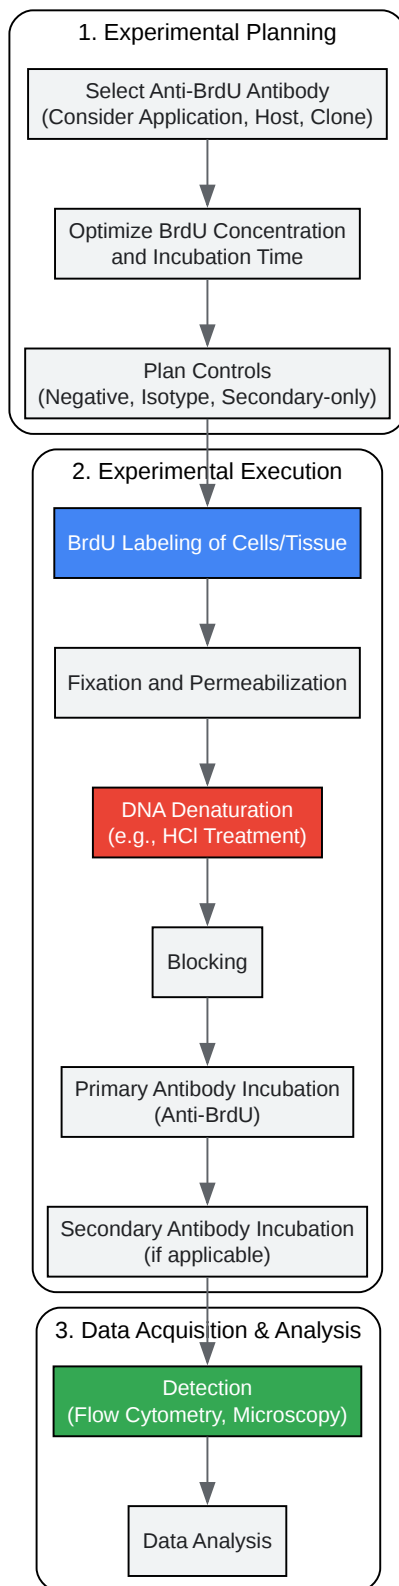 1. Experimental Planning
Select Anti-BrdU Antibody
(Consider Application, Host, Clone)
Optimize BrdU Concentration
and Incubation Time
Plan Controls
(Negative, Isotype, Secondary-only)
2. Experimental Execution
BrdU Labeling of Cells/Tissue
Fixation and Permeabilization
DNA Denaturation
(e.g., HCl Treatment)
Blocking
Primary Antibody Incubation
(Anti-BrdU)
Secondary Antibody Incubation
(if applicable)
3. Data Acquisition & Analysis
Detection
(Flow Cytometry, Microscopy)
Data Analysis